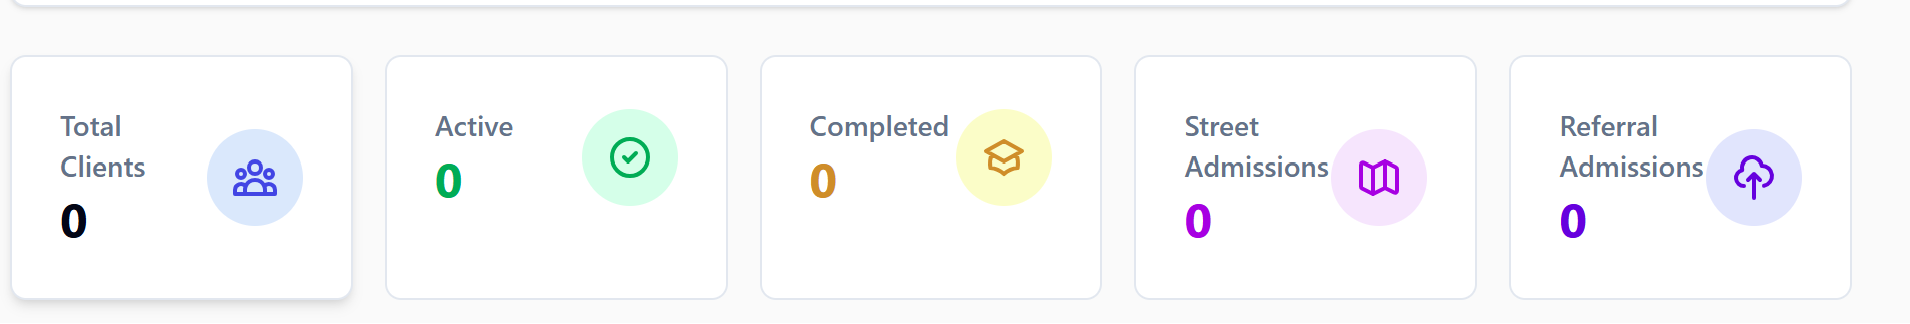 Total
Clients
0
Active
0
Completed
0
Street
Admissions
0
Referral
Admissions
0